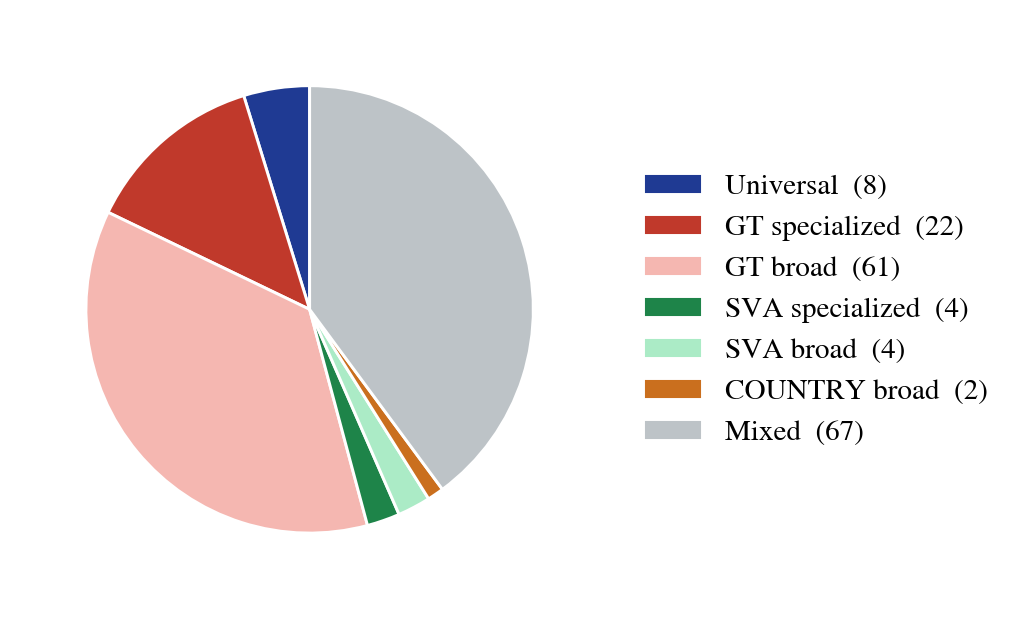 Universal (8)
GT specialized (22)
GT broad (61)
SVA specialized (4)
SVA broad (4)
COUNTRY broad (2)
Mixed (67)